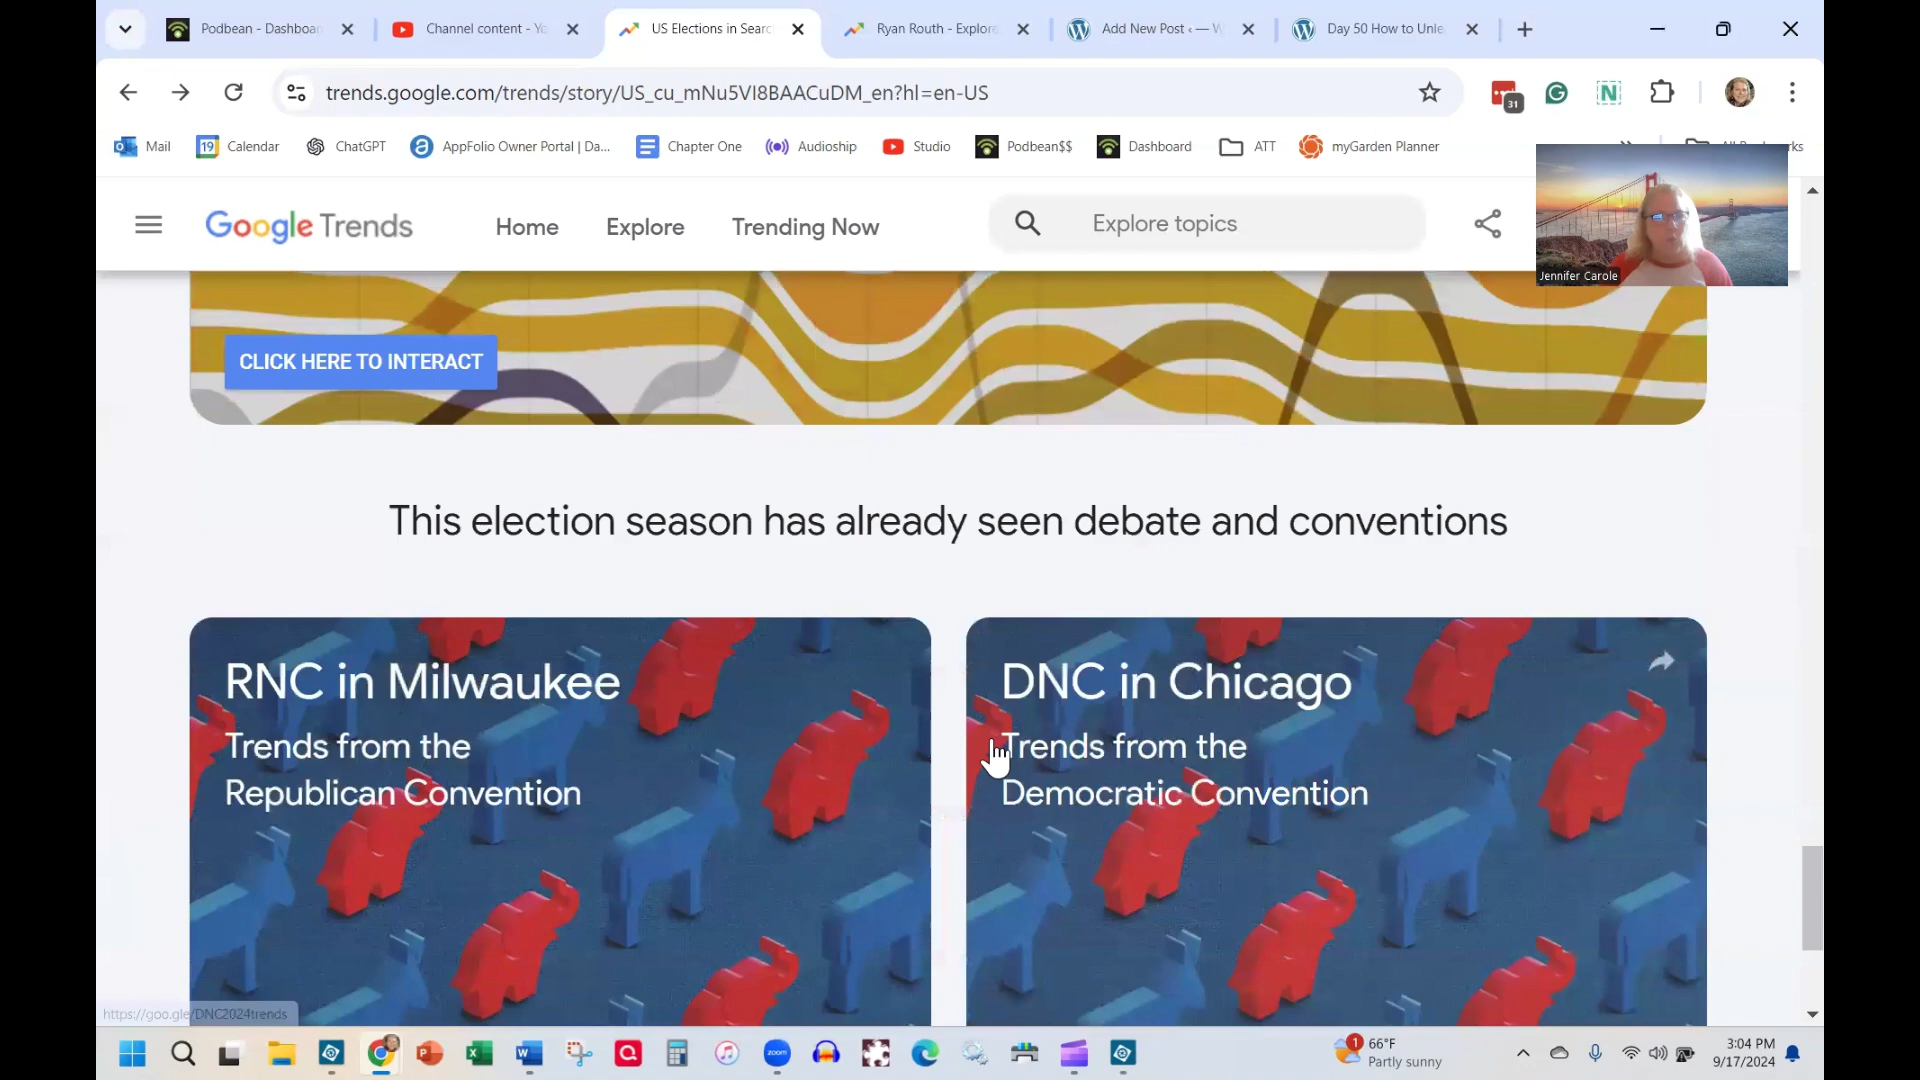 Podbean - Dashboar
Channel content - Yo
US Elections in Searc
Ryan Routh - Explore
Add New Post ‹ — W
Day 50 How to Unle
trends.google.com/trends/story/US_cu_mNu5VI8BAACuDM_en?hl=en-US
31
Mail
19
Calendar
ChatGPT
AppFolio Owner Portal | Da...
Chapter One
Audioship
Studio
Podbean$$
Dashboard
ATT
myGarden Planner
Google Trends
Home
Explore
Trending Now
Explore topics
Jennifer Carole
CLICK HERE TO INTERACT
This election season has already seen debate and conventions
RNC in Milwaukee
Trends from the
Republican Convention
DNC in Chicago
Trends from the
Democratic Convention
https://goo.gle/DNC2024trends
zoom
1
66°F
Partly sunny
3:04 PM
9/17/2024